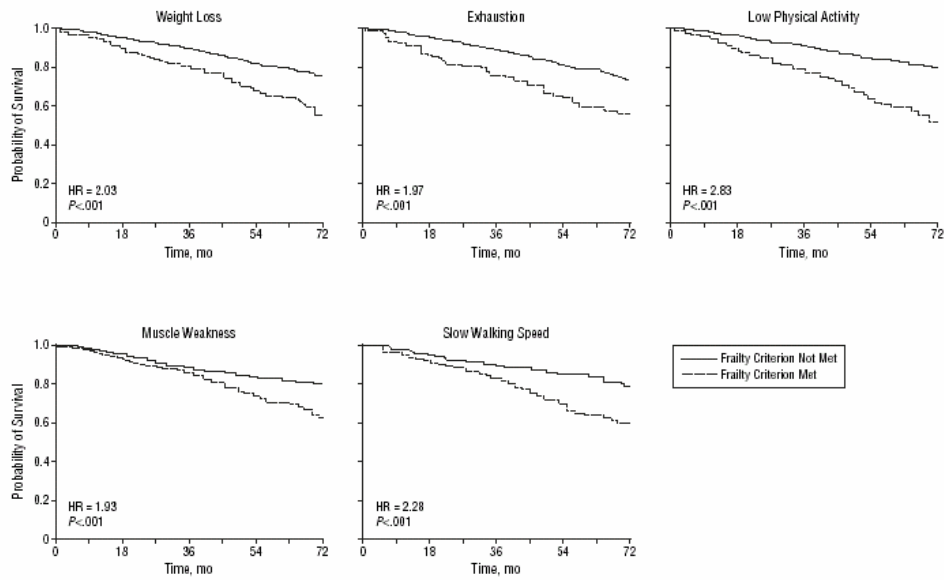 Weight Loss
1.0
0.8
0.6
0.4
0.2
0
Probability of Survival
HR = 2.03
P<.001
0 18 36 54 72
Time, mo
Exhaustion
HR = 1.97
P<.001
0 18 36 54 72
Time, mo
Low Physical Activity
HR = 2.83
P<.001
0 18 36 54 72
Time, mo
Muscle Weakness
1.0
0.8
0.6
0.4
0.2
0
Probability of Survival
HR = 1.93
P<.001
0 18 36 54 72
Time, mo
Slow Walking Speed
HR = 2.28
P<.001
0 18 36 54 72
Time, mo
Frailty Criterion Not Met
Frailty Criterion Met